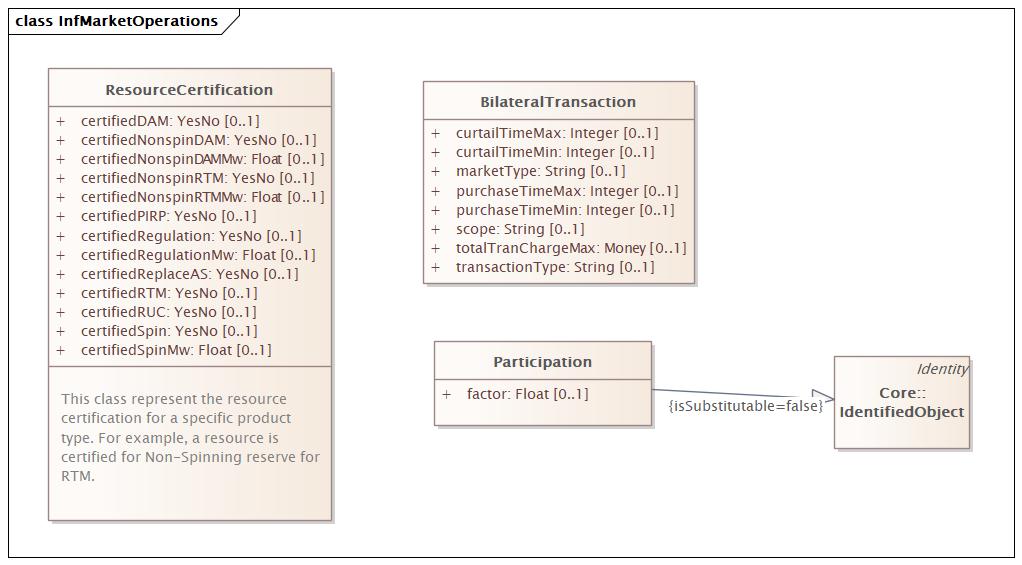 class InfMarketOperations
ResourceCertification
+ certifiedDAM: YesNo [0..1]
+ certifiedNonspinDAM: YesNo [0..1]
+ certifiedNonspinDAMMw: Float [0..1]
+ certifiedNonspinRTM: YesNo [0..1]
+ certifiedNonspinRTMMw: Float [0..1]
+ certifiedPIRP: YesNo [0..1]
+ certifiedRegulation: YesNo [0..1]
+ certifiedRegulationMw: Float [0..1]
+ certifiedReplaceAS: YesNo [0..1]
+ certifiedRTM: YesNo [0..1]
+ certifiedRUC: YesNo [0..1]
+ certifiedSpin: YesNo [0..1]
+ certifiedSpinMw: Float [0..1]
This class represent the resource
certification for a specific product
type. For example, a resource is
certified for Non-Spinning reserve for
RTM.
BilateralTransaction
+ curtailTimeMax: Integer [0..1]
+ curtailTimeMin: Integer [0..1]
+ marketType: String [0..1]
+ purchaseTimeMax: Integer [0..1]
+ purchaseTimeMin: Integer [0..1]
+ scope: String [0..1]
+ totalTranChargeMax: Money [0..1]
+ transactionType: String [0..1]
Participation
+ factor: Float [0..1]
{isSubstitutable=false}
Identity
Core::
IdentifiedObject